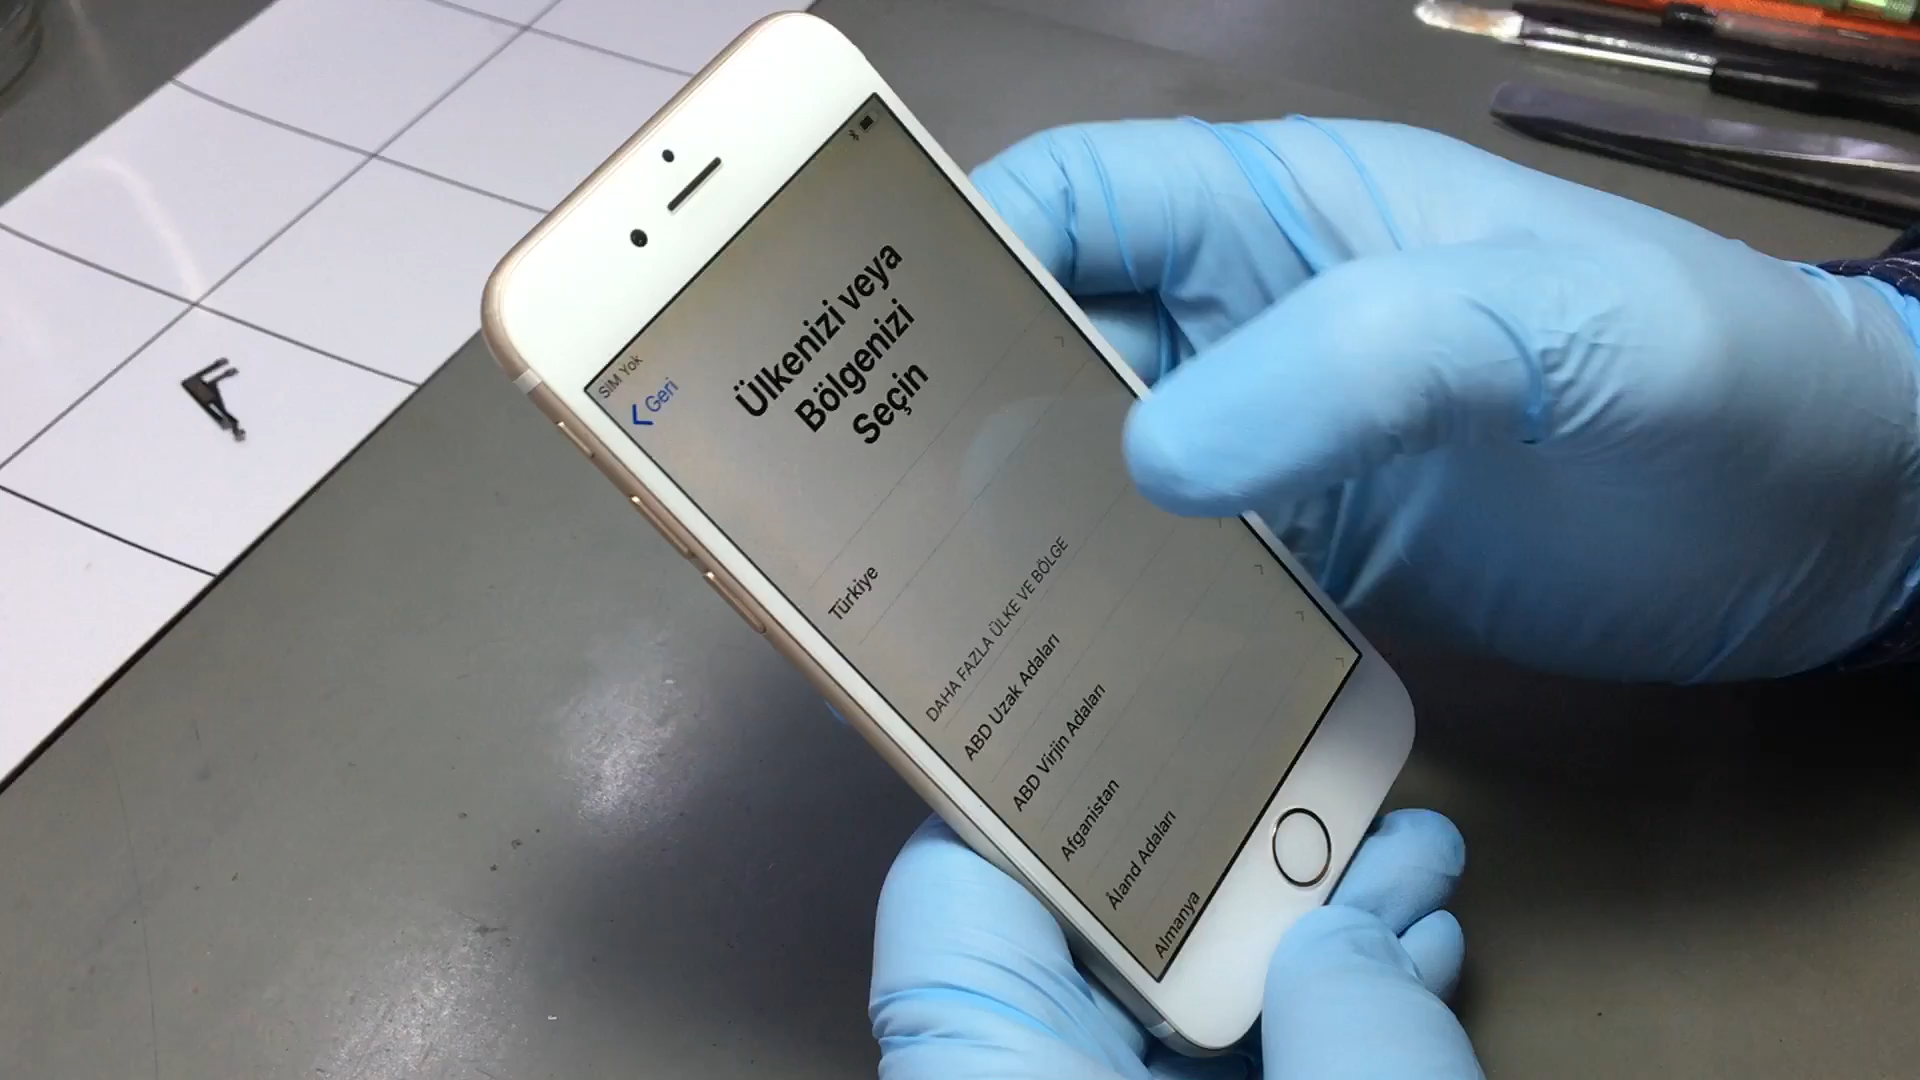 SIM Yok
Geri
Ülkenizi veya
Bölgenizi
Seçin
Türkiye
DAHA FAZLA ÜLKE VE BÖLGE
ABD Uzak Adaları
ABD Virjin Adaları
Afganistan
Åland Adaları
Almanya